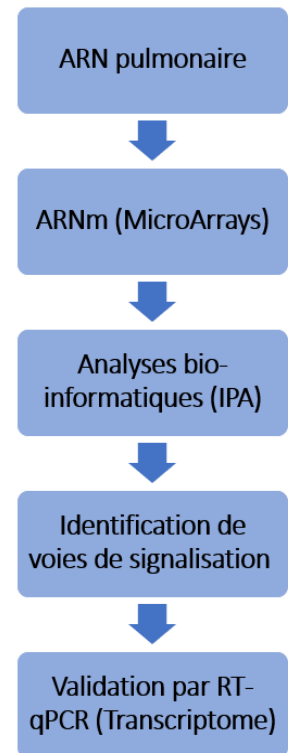 ARN pulmonaire
ARNm (MicroArrays)
Analyses bio-
informatiques (IPA)
Identification de
voies de signalisation
Validation par RT-
qPCR (Transcriptome)